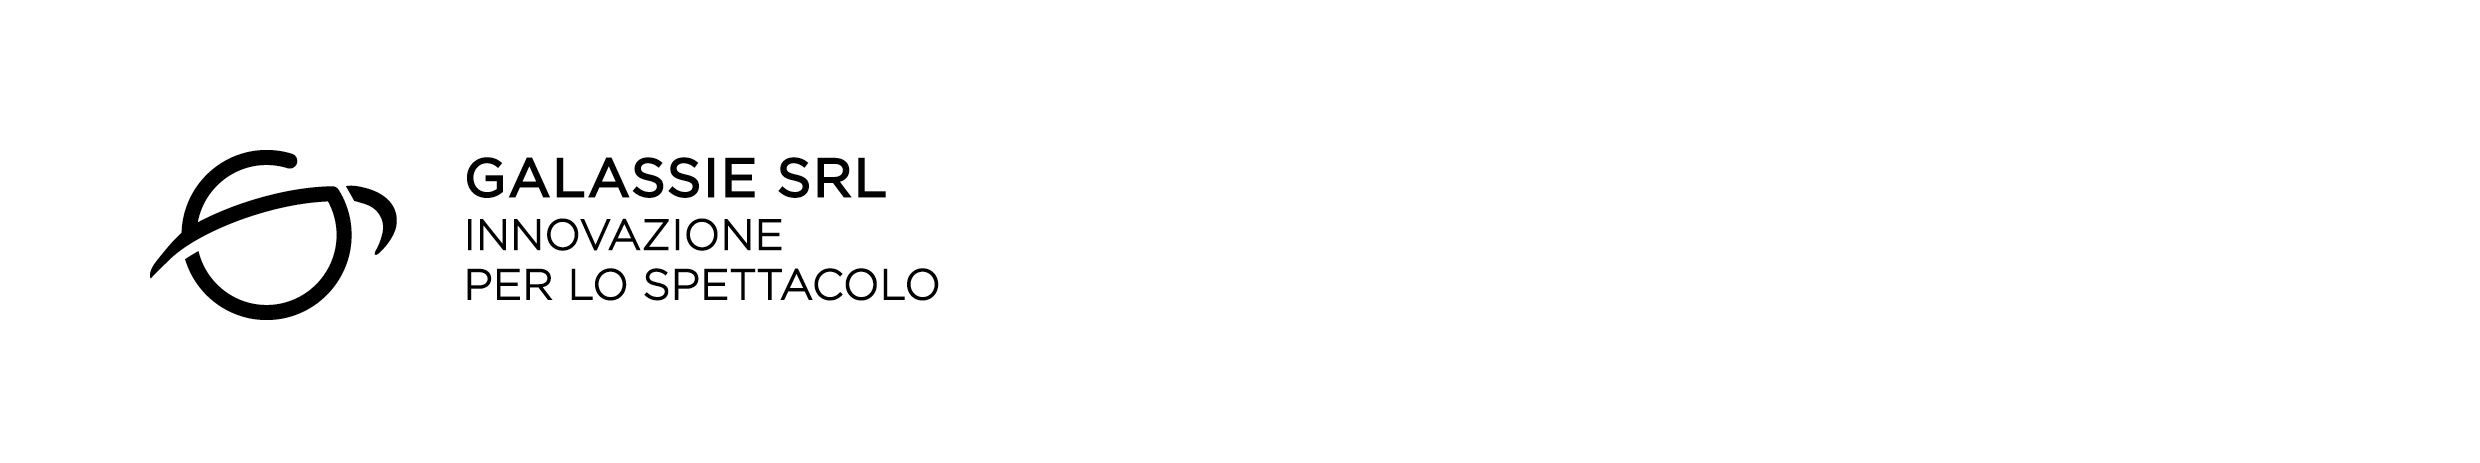 GALASSIE SRL
INNOVAZIONE
PER LO SPETTACOLO